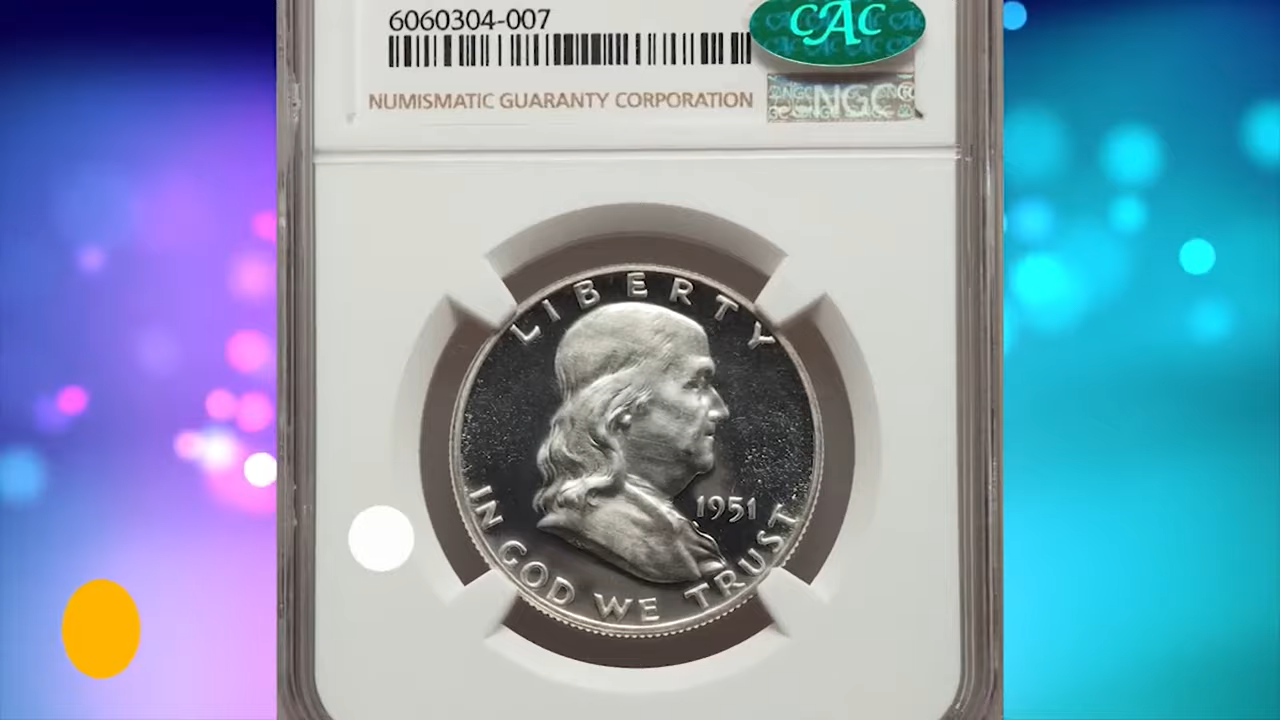 6060304-007
CAC
NUMISMATIC GUARANTY CORPORATION
NGC
LIBERTY
1951
IN GOD WE TRUST